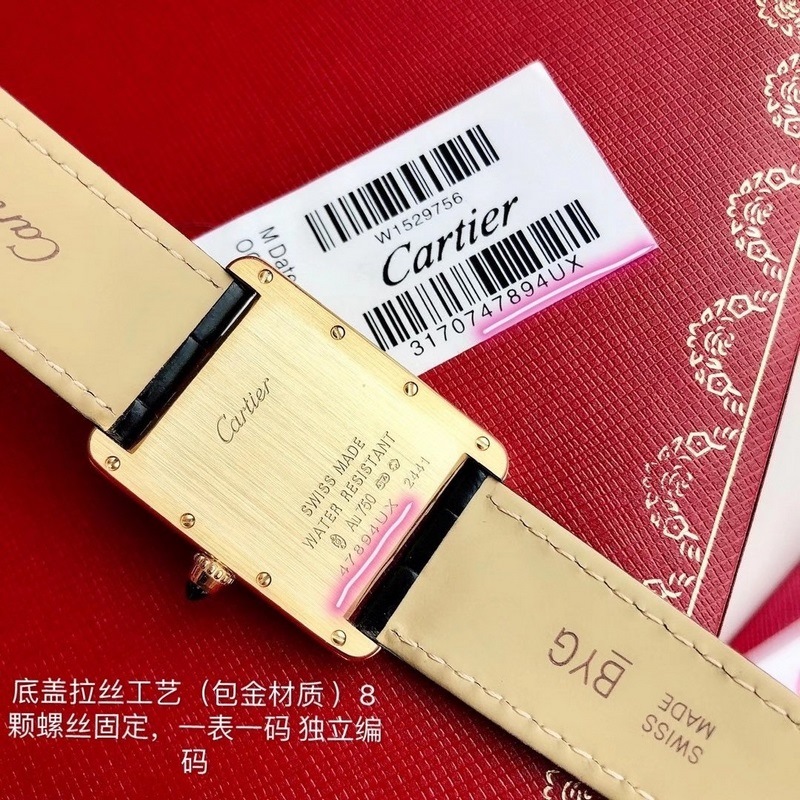 M Date
W1529756
Cartier
3170747894UX
Cartier
SWISS MADE
WATER RESISTANT
Au750
2441
47894UX
BYG
SWISS
MADE
底盖拉丝工艺（包金材质）8
颗螺丝固定，一表一码 独立编
码